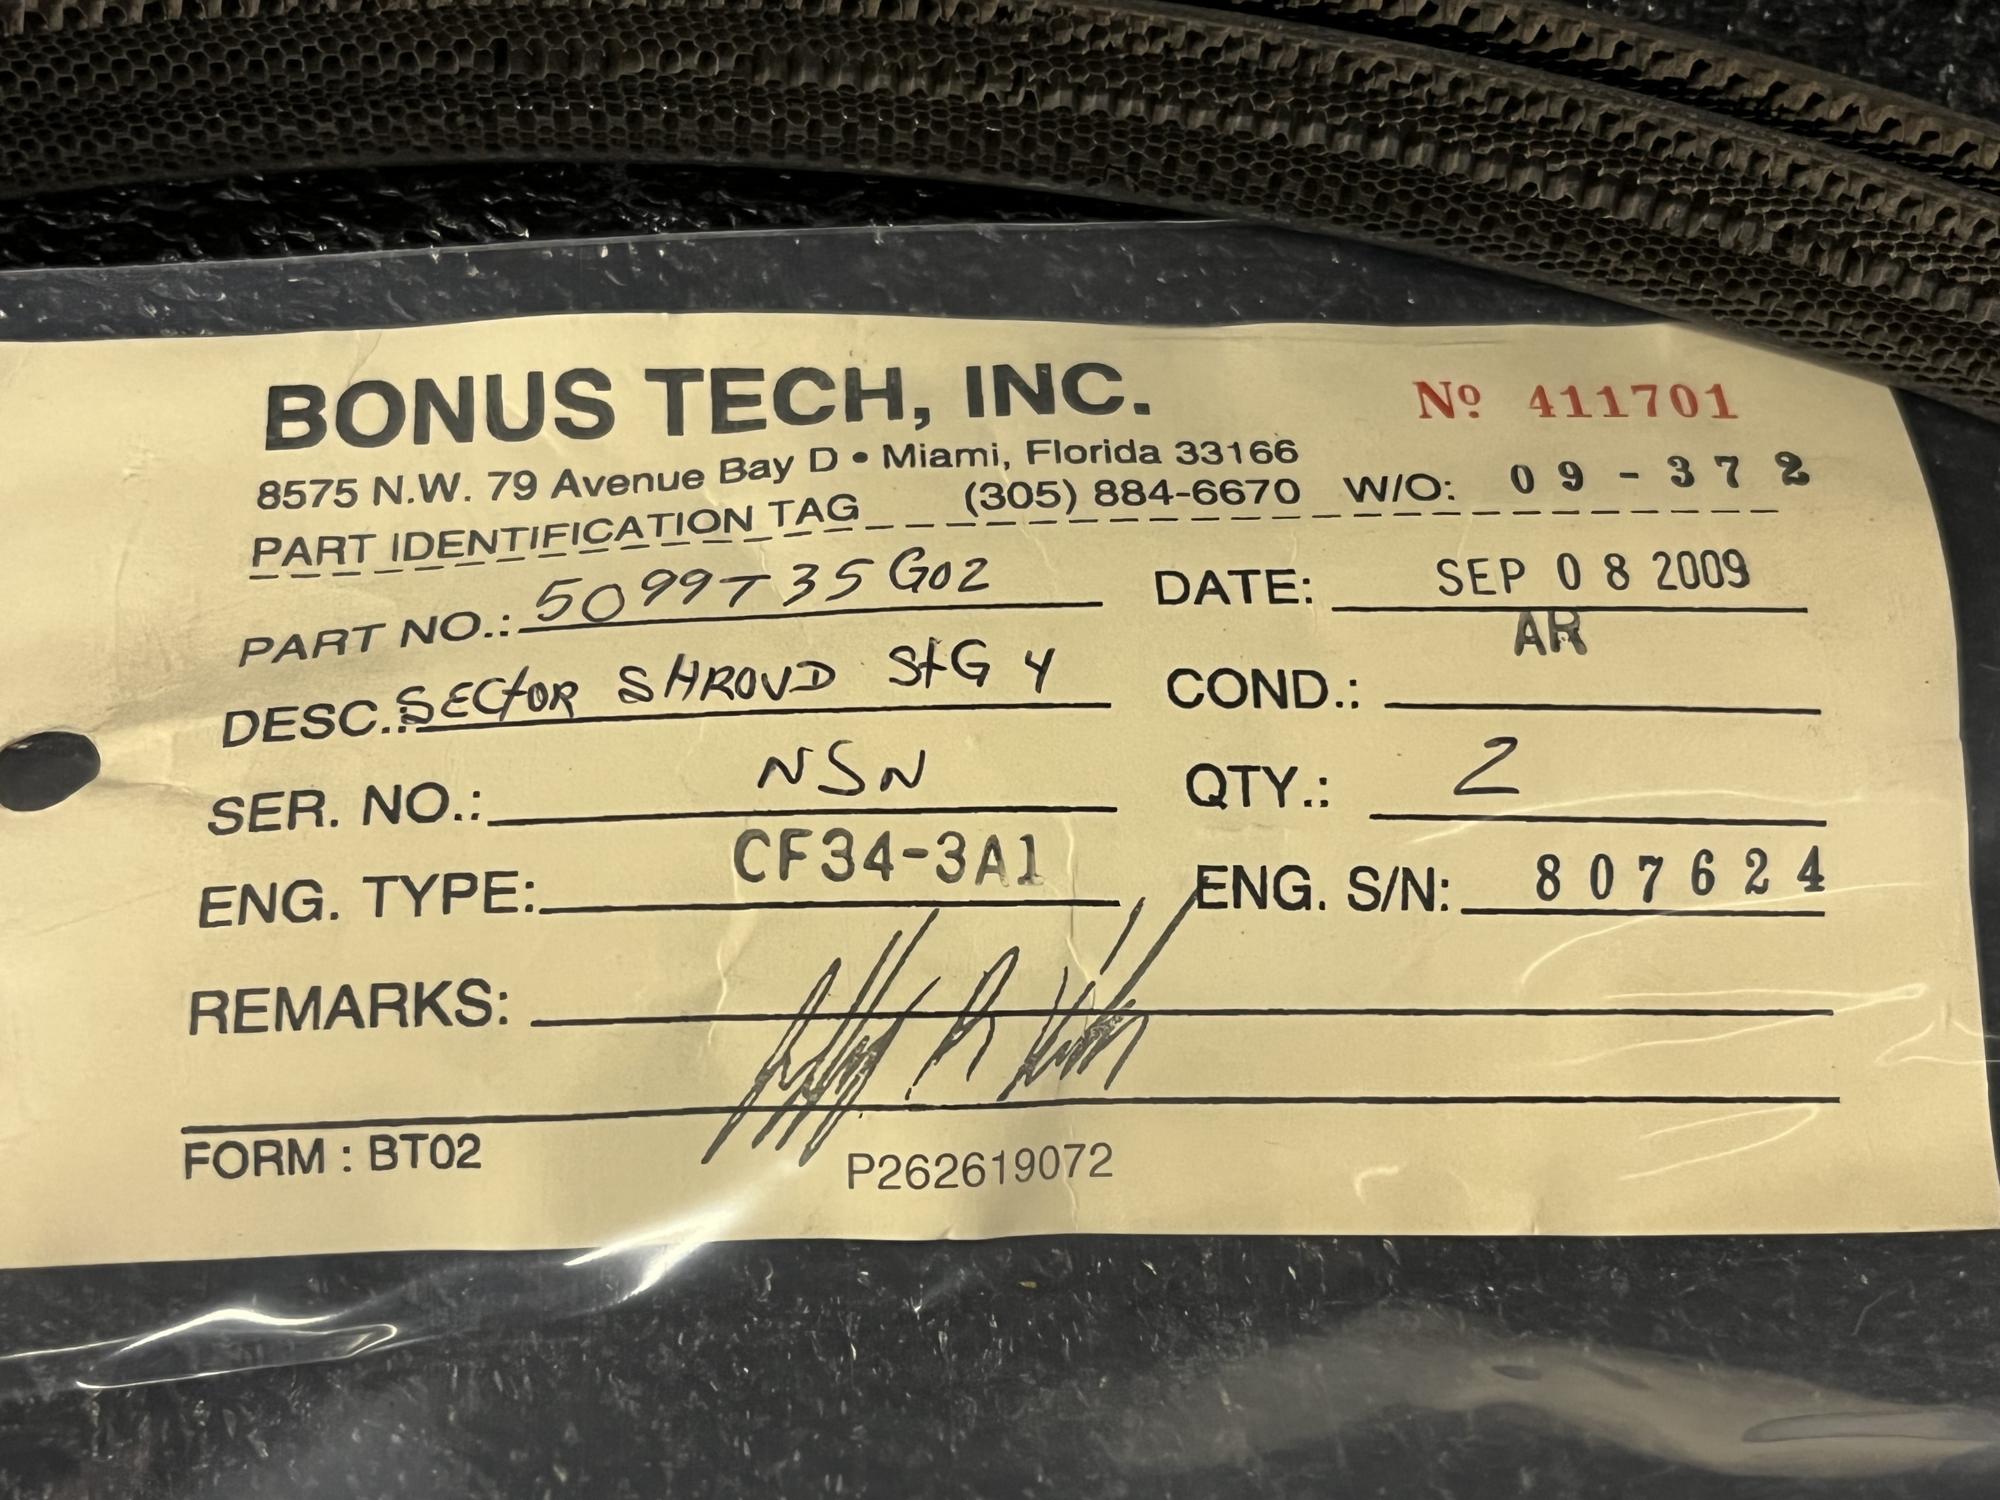 BONUS TECH, INC.
Nº 411701
8575 N.W. 79 Avenue Bay D • Miami, Florida 33166
PART IDENTIFICATION TAG (305) 884-6670 W/O: 09-372
PART NO.: 5099T35G02 DATE: SEP 08 2009
DESC.: SECTOR SHROUD StG 4 COND.: AR
SER. NO.: NSN QTY.: 2
ENG. TYPE: CF34-3A1 ENG. S/N: 807624
REMARKS:
FORM : BT02 P262619072